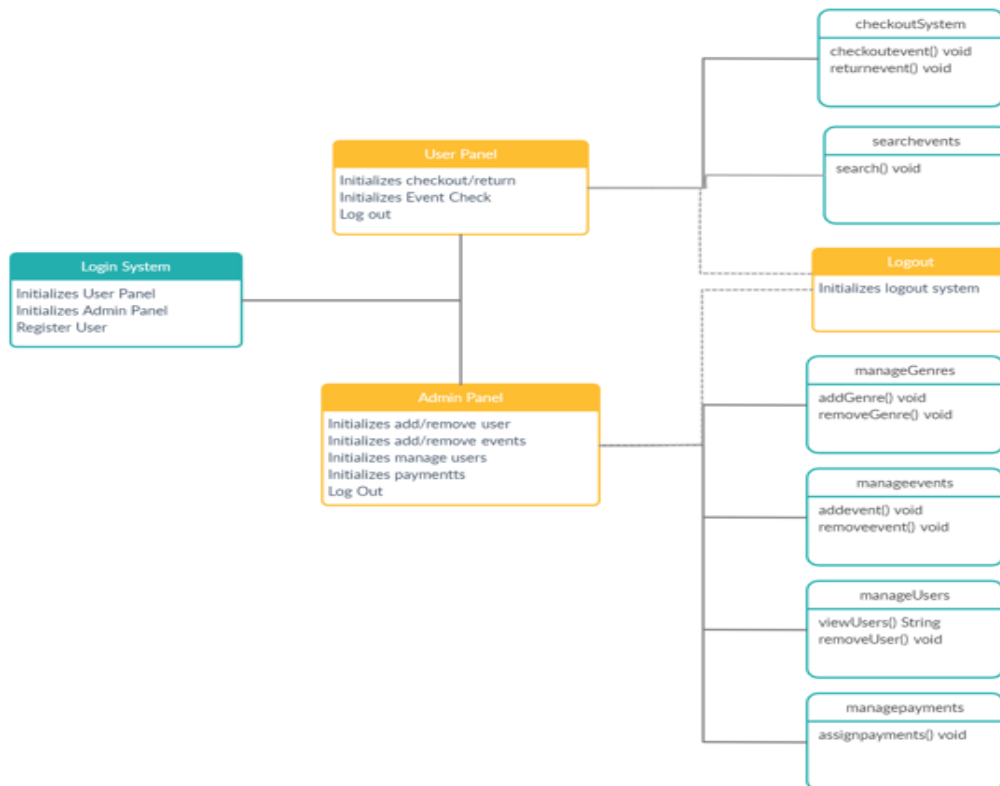 checkoutSystem
checkoutevent() void
returnevent() void
searchevents
search() void
User Panel
Initializes checkout/return
Initializes Event Check
Log out
Login System
Initializes User Panel
Initializes Admin Panel
Register User
Logout
Initializes logout system
Admin Panel
Initializes add/remove user
Initializes add/remove events
Initializes manage users
Initializes paymentts
Log Out
manageGenres
addGenre() void
removeGenre() void
manageevents
addevent() void
removeevent() void
manageUsers
viewUsers() String
removeUser() void
managepayments
assignpayments() void